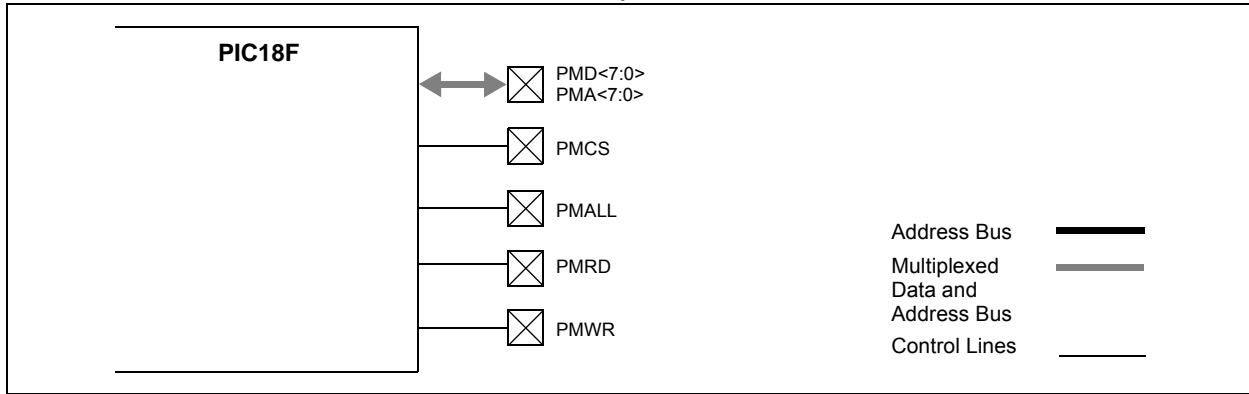 PIC18F
PMD<7:0>
PMA<7:0>
PMCS
PMALL
PMRD
PMWR
Address Bus
Multiplexed
Data and
Address Bus
Control Lines